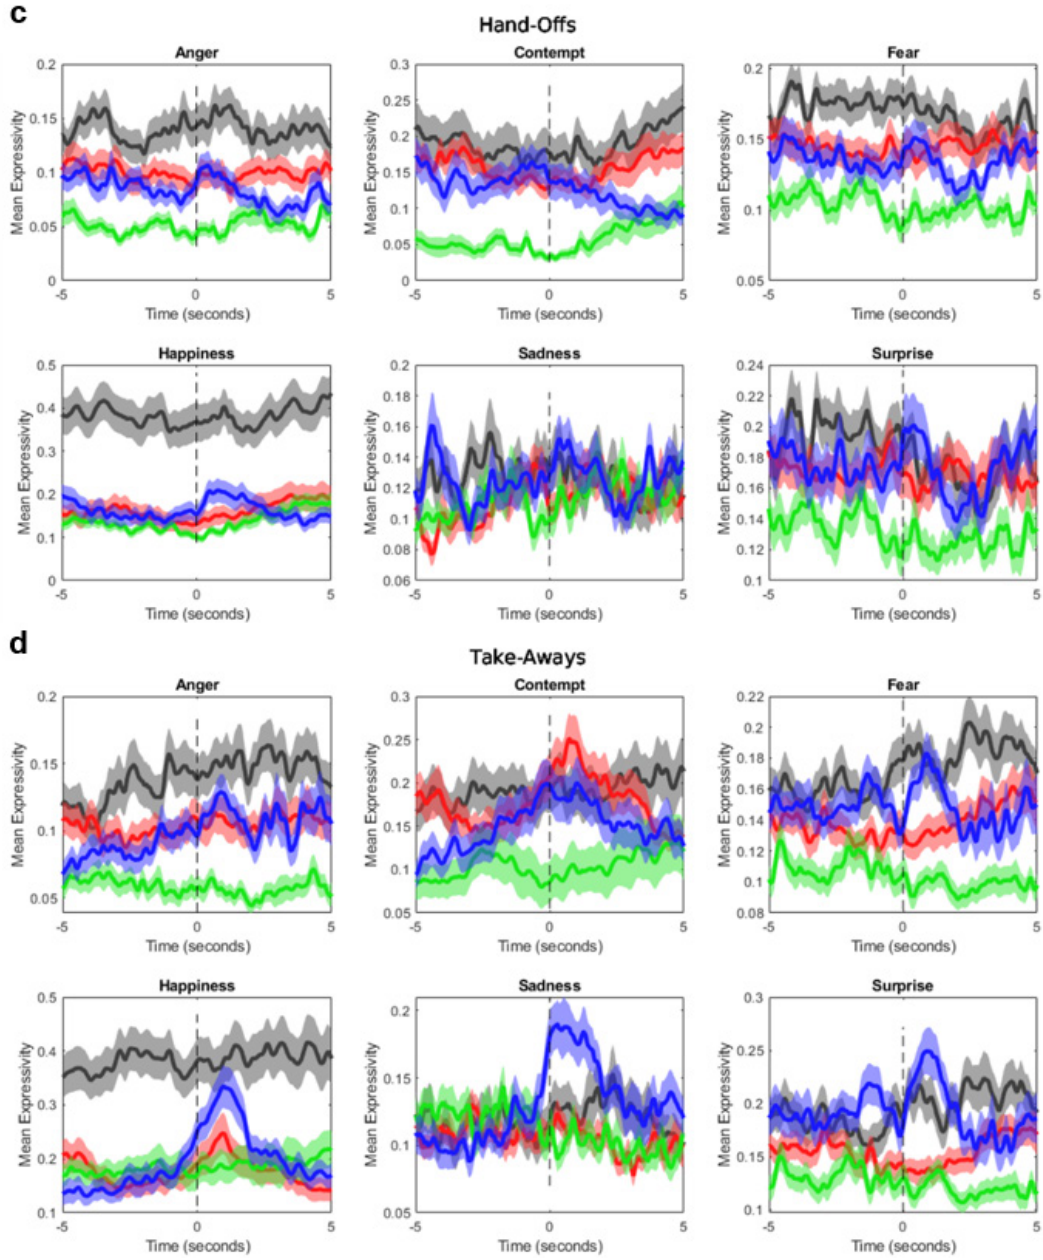 c
Hand-Offs
Anger Contempt Fear
0.2 0.3 0.2
0.25
0.15 0.2 0.15
0.1 0.15
0.1 0.1
0.05 0.05
0 0 0.05
-5 0 5 -5 0 5 -5 0 5
Mean Expressivity Mean Expressivity Mean Expressivity
Time (seconds) Time (seconds) Time (seconds)
Happiness Sadness Surprise
0.5 0.2 0.24
0.4 0.18 0.22
0.16 0.2
0.3 0.14 0.18
0.2 0.12 0.16
0.1 0.1 0.14
0.08 0.12
0 0.06 0.1
-5 0 5 -5 0 5 -5 0 5
Mean Expressivity Mean Expressivity Mean Expressivity
Time (seconds) Time (seconds) Time (seconds)
d
Take-Aways
Anger Contempt Fear
0.2 0.3 0.22
0.25 0.2
0.15 0.2 0.18
0.16
0.1 0.15 0.14
0.1 0.12
0.05 0.1
0.05 0.08
-5 0 5 -5 0 5 -5 0 5
Mean Expressivity Mean Expressivity Mean Expressivity
Time (seconds) Time (seconds) Time (seconds)
Happiness Sadness Surprise
0.5 0.2 0.3
0.4 0.25
0.3 0.15 0.2
0.2 0.1 0.15
0.1 0.05 0.1
-5 0 5 -5 0 5 -5 0 5
Mean Expressivity Mean Expressivity Mean Expressivity
Time (seconds) Time (seconds) Time (seconds)